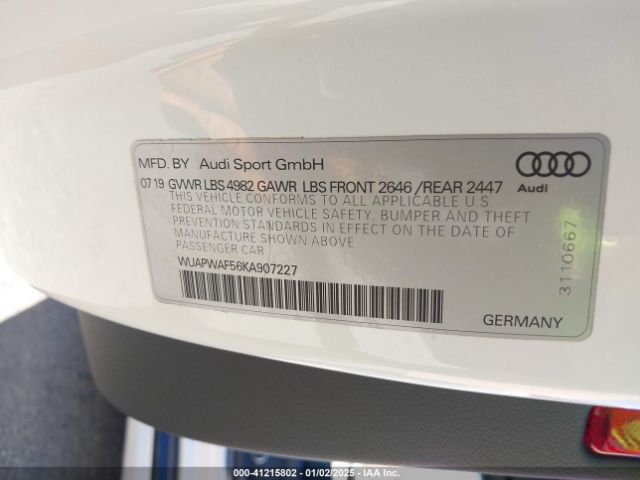 MFD. BY Audi Sport GmbH
07 19 GVWR LBS 4982 GAWR LBS FRONT 2646 /REAR 2447
THIS VEHICLE CONFORMS TO ALL APPLICABLE U.S.
FEDERAL MOTOR VEHICLE SAFETY, BUMPER AND THEFT
PREVENTION STANDARDS IN EFFECT ON THE DATE OF
MANUFACTURE SHOWN ABOVE
PASSENGER CAR
WUAPWAF56KA907227
Audi
3110667
GERMANY
000-41215802 - 01/02/2025 - IAA Inc.